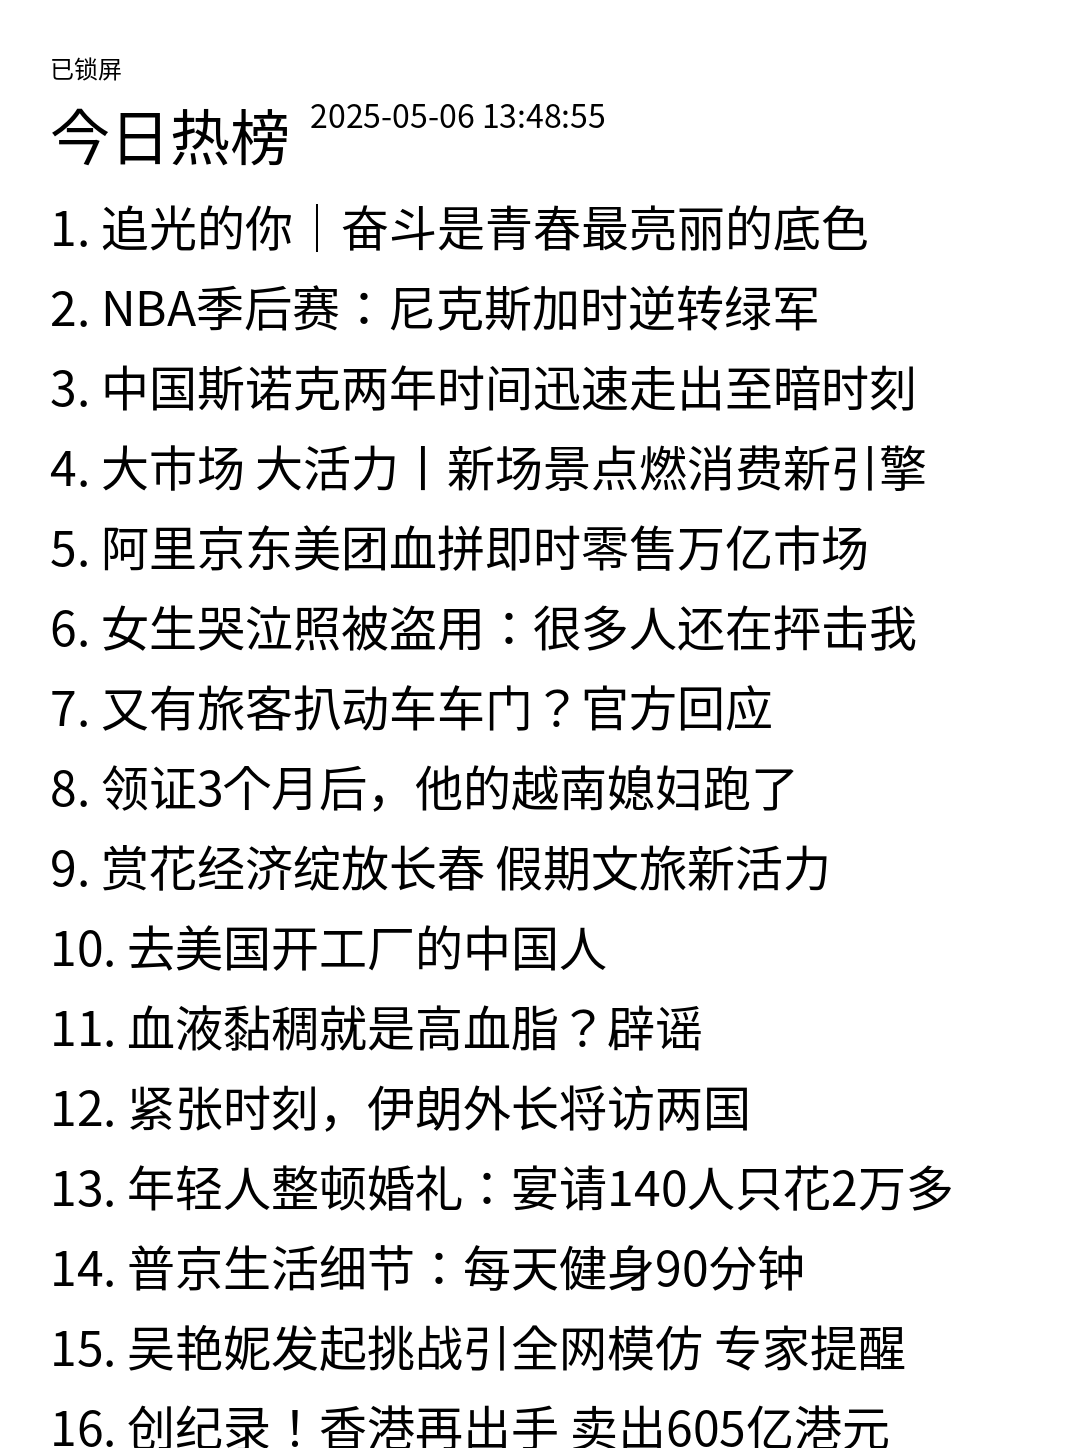 已锁屏
今日热榜 2025-05-06 13:48:55
1. 追光的你｜奋斗是青春最亮丽的底色
2. NBA季后赛：尼克斯加时逆转绿军
3. 中国斯诺克两年时间迅速走出至暗时刻
4. 大市场 大活力丨新场景点燃消费新引擎
5. 阿里京东美团血拼即时零售万亿市场
6. 女生哭泣照被盗用：很多人还在抨击我
7. 又有旅客扒动车车门？官方回应
8. 领证3个月后，他的越南媳妇跑了
9. 赏花经济绽放长春 假期文旅新活力
10. 去美国开工厂的中国人
11. 血液黏稠就是高血脂？辟谣
12. 紧张时刻，伊朗外长将访两国
13. 年轻人整顿婚礼：宴请140人只花2万多
14. 普京生活细节：每天健身90分钟
15. 吴艳妮发起挑战引全网模仿 专家提醒
16. 创纪录！香港再出手 卖出605亿港元